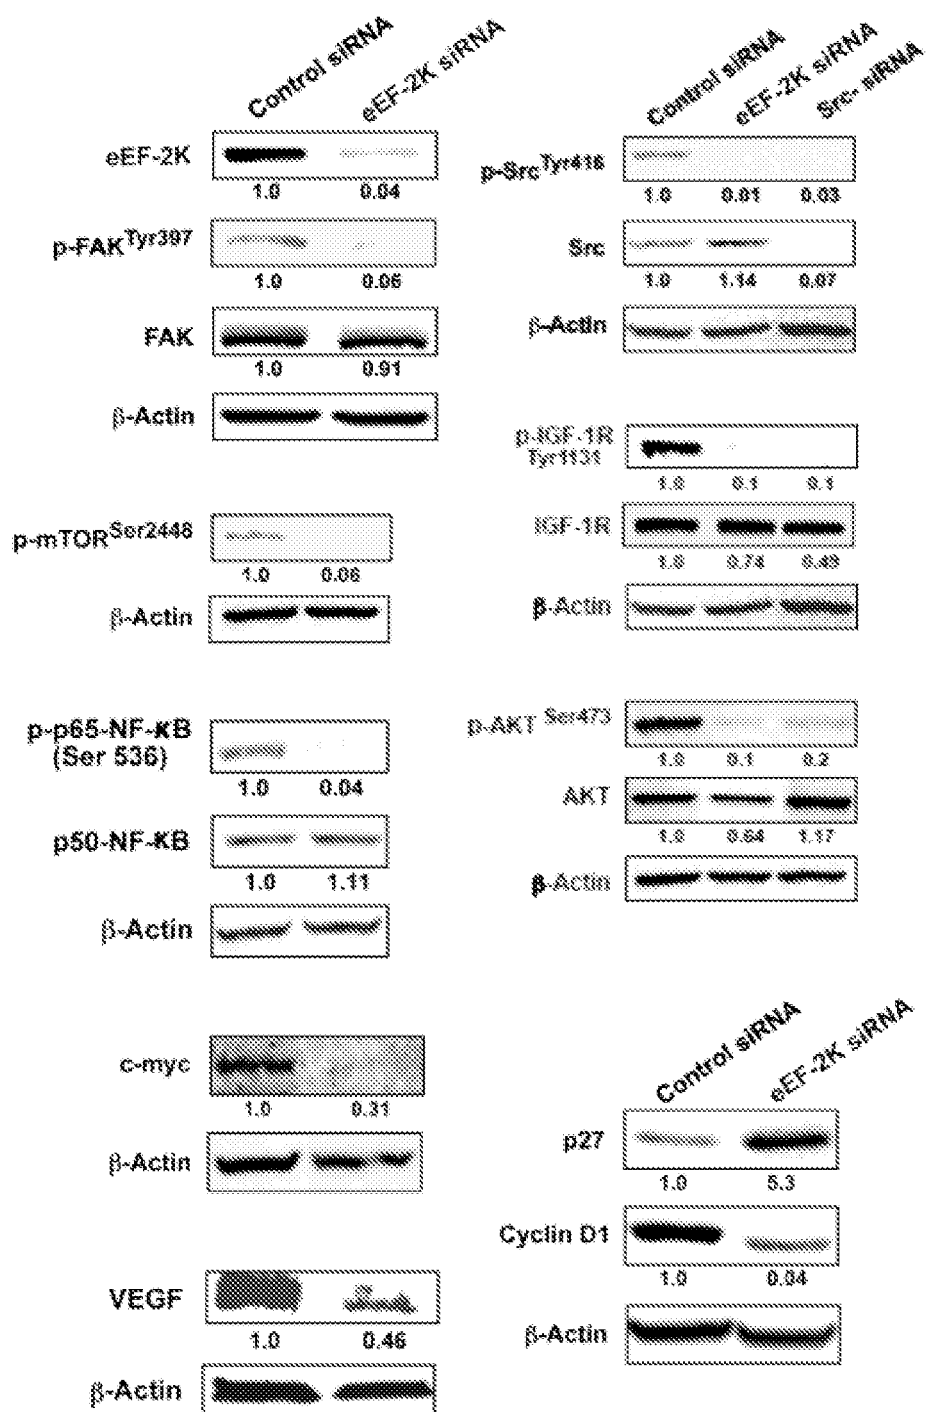 Control siRNA
eEF-2K siRNA
eEF-2K
1.0 0.04
p-FAKTyr397
1.0 0.06
FAK
1.0 0.91
β-Actin
p-mTORSer2448
1.0 0.06
β-Actin
p-p65-NF-κB
(Ser 536)
1.0 0.04
p50-NF-κB
1.0 1.11
β-Actin
c-myc
1.0 0.31
β-Actin
VEGF
1.0 0.46
β-Actin
Control siRNA
eEF-2K siRNA
Src- siRNA
p-SrcTyr416
1.0 0.01 0.03
Src
1.0 1.14 0.07
β-Actin
p-IGF-1R
Tyr1131
1.0 0.1 0.1
IGF-1R
1.0 0.74 0.49
β-Actin
p-AKT Ser473
1.0 0.1 0.2
AKT
1.0 0.64 1.17
β-Actin
Control siRNA
eEF-2K siRNA
p27
1.0 5.3
Cyclin D1
1.0 0.04
β-Actin